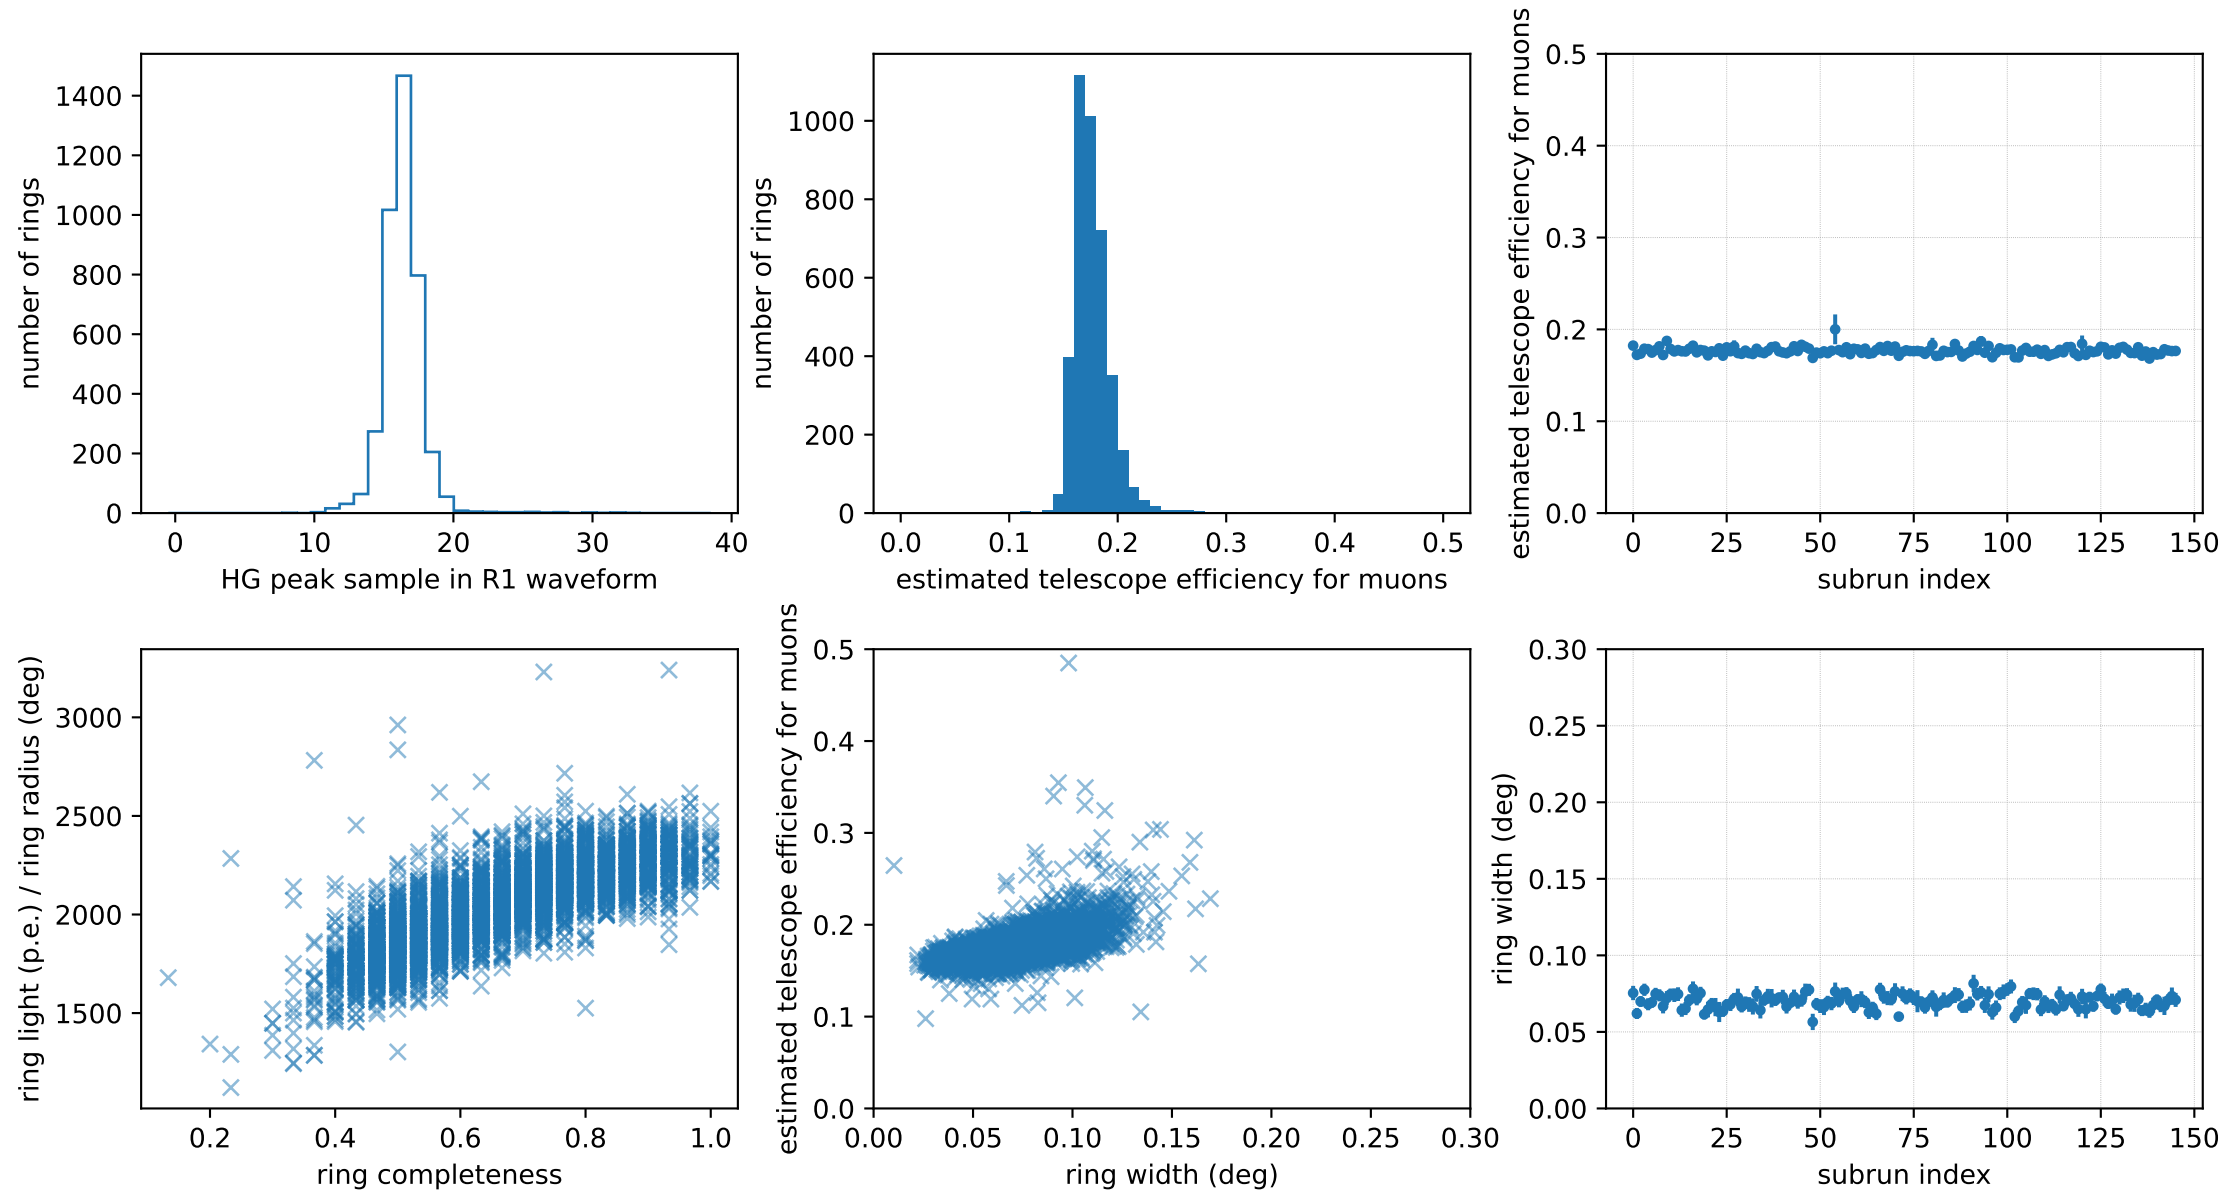 number of rings
1400
1200
1000
800
600
400
200
0
0 10 20 30 40
HG peak sample in R1 waveform
number of rings
1000
800
600
400
200
0
0.0 0.1 0.2 0.3 0.4 0.5
estimated telescope efficiency for muons
estimated telescope efficiency for muons
0.5
0.4
0.3
0.2
0.1
0.0
0 25 50 75 100 125 150
subrun index
ring light (p.e.) / ring radius (deg)
3000
2500
2000
1500
0.2 0.4 0.6 0.8 1.0
ring completeness
estimated telescope efficiency for muons
0.5
0.4
0.3
0.2
0.1
0.0
0.00 0.05 0.10 0.15 0.20 0.25 0.30
ring width (deg)
ring width (deg)
0.30
0.25
0.20
0.15
0.10
0.05
0.00
0 25 50 75 100 125 150
subrun index